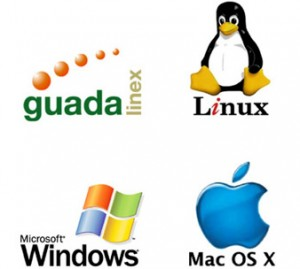 guada
linex
Linux
Microsoft
Windows
Mac OS X